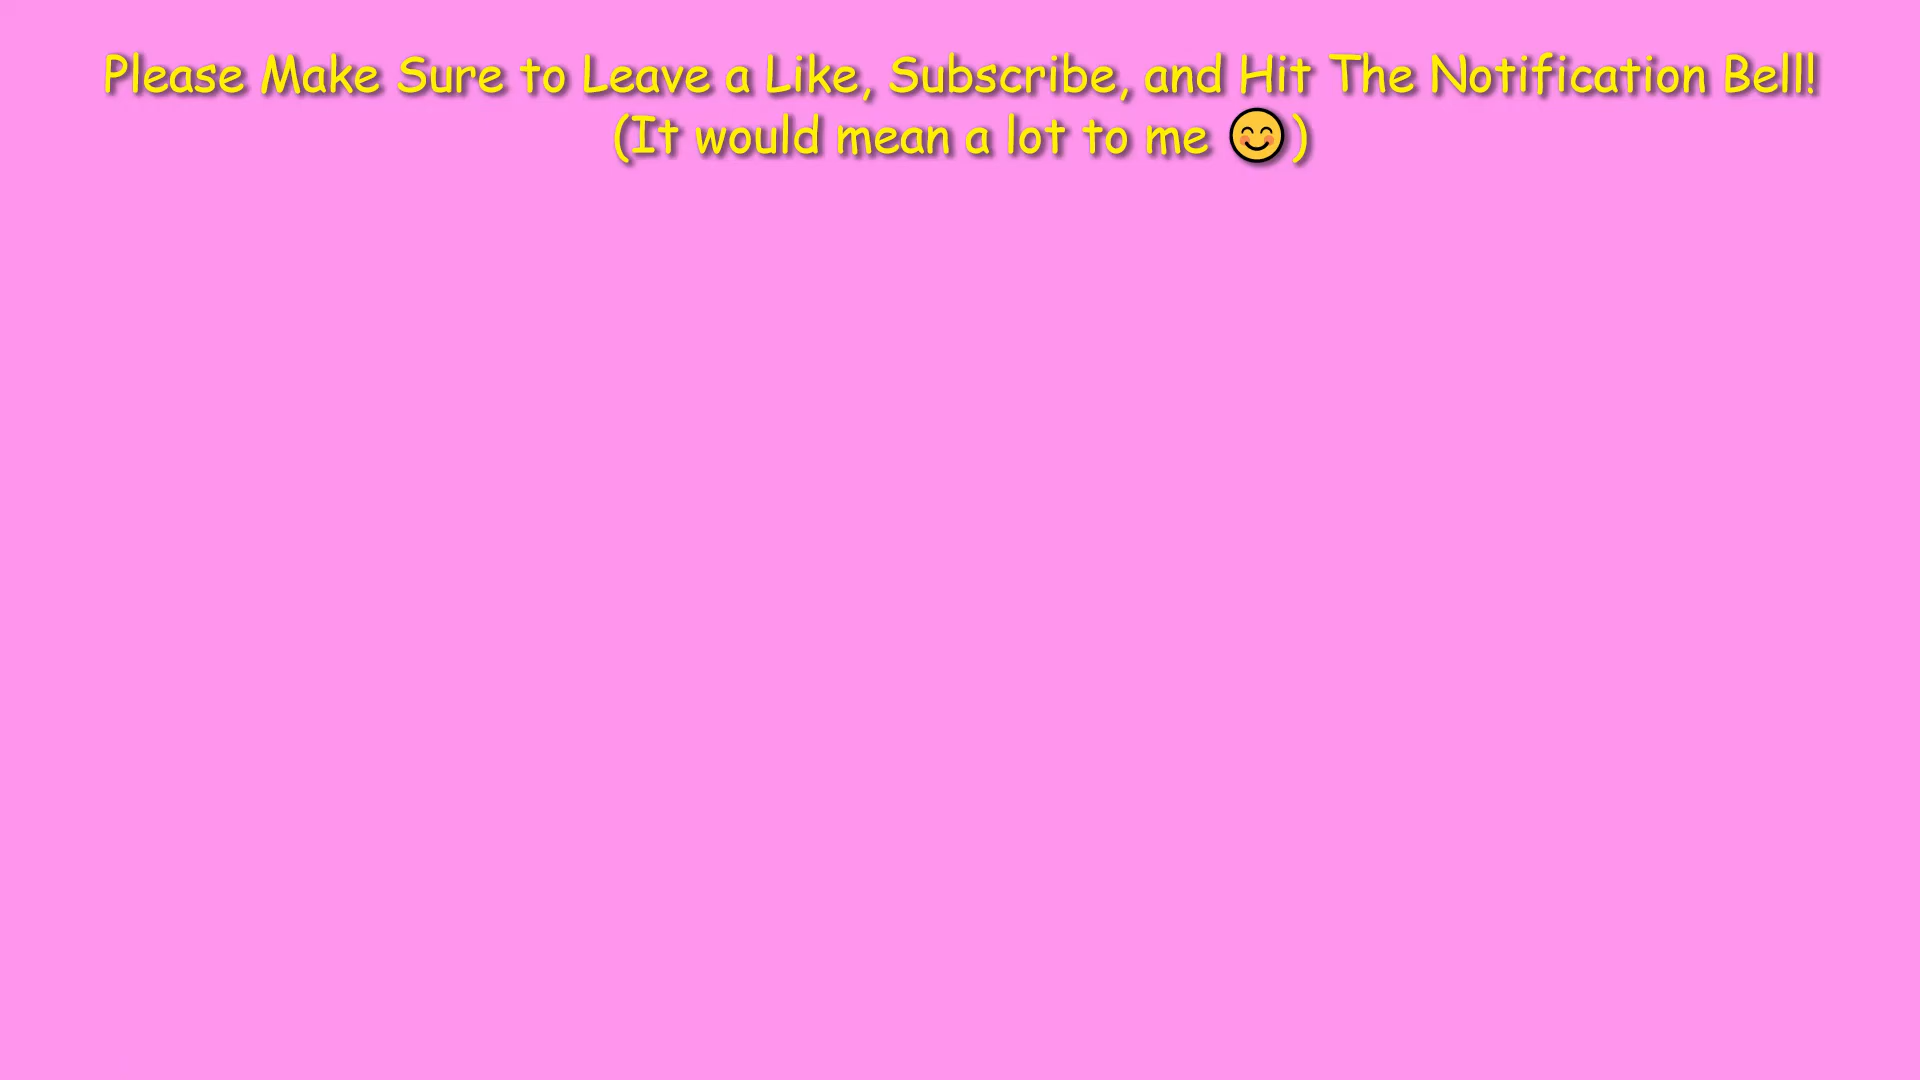 Please Make Sure to Leave a Like, Subscribe, and Hit The Notification Bell!
(It would mean a lot to me 😊)